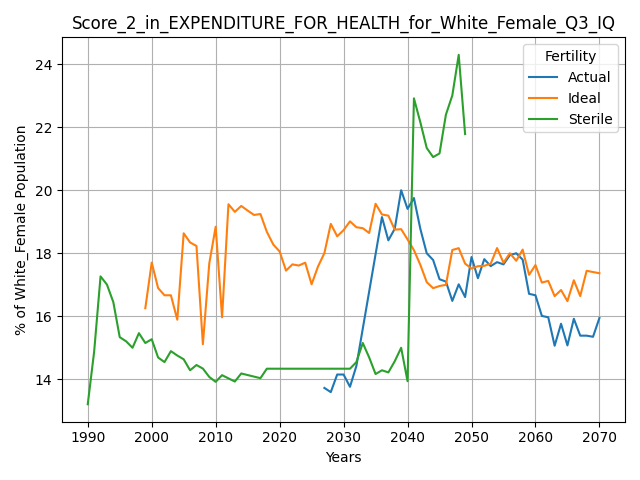 Score_2_in_EXPENDITURE_FOR_HEALTH_for_White_Female_Q3_IQ
Fertility
Actual
Ideal
Sterile
% of White_Female Population
24
22
20
18
16
14
1990 2000 2010 2020 2030 2040 2050 2060 2070
Years